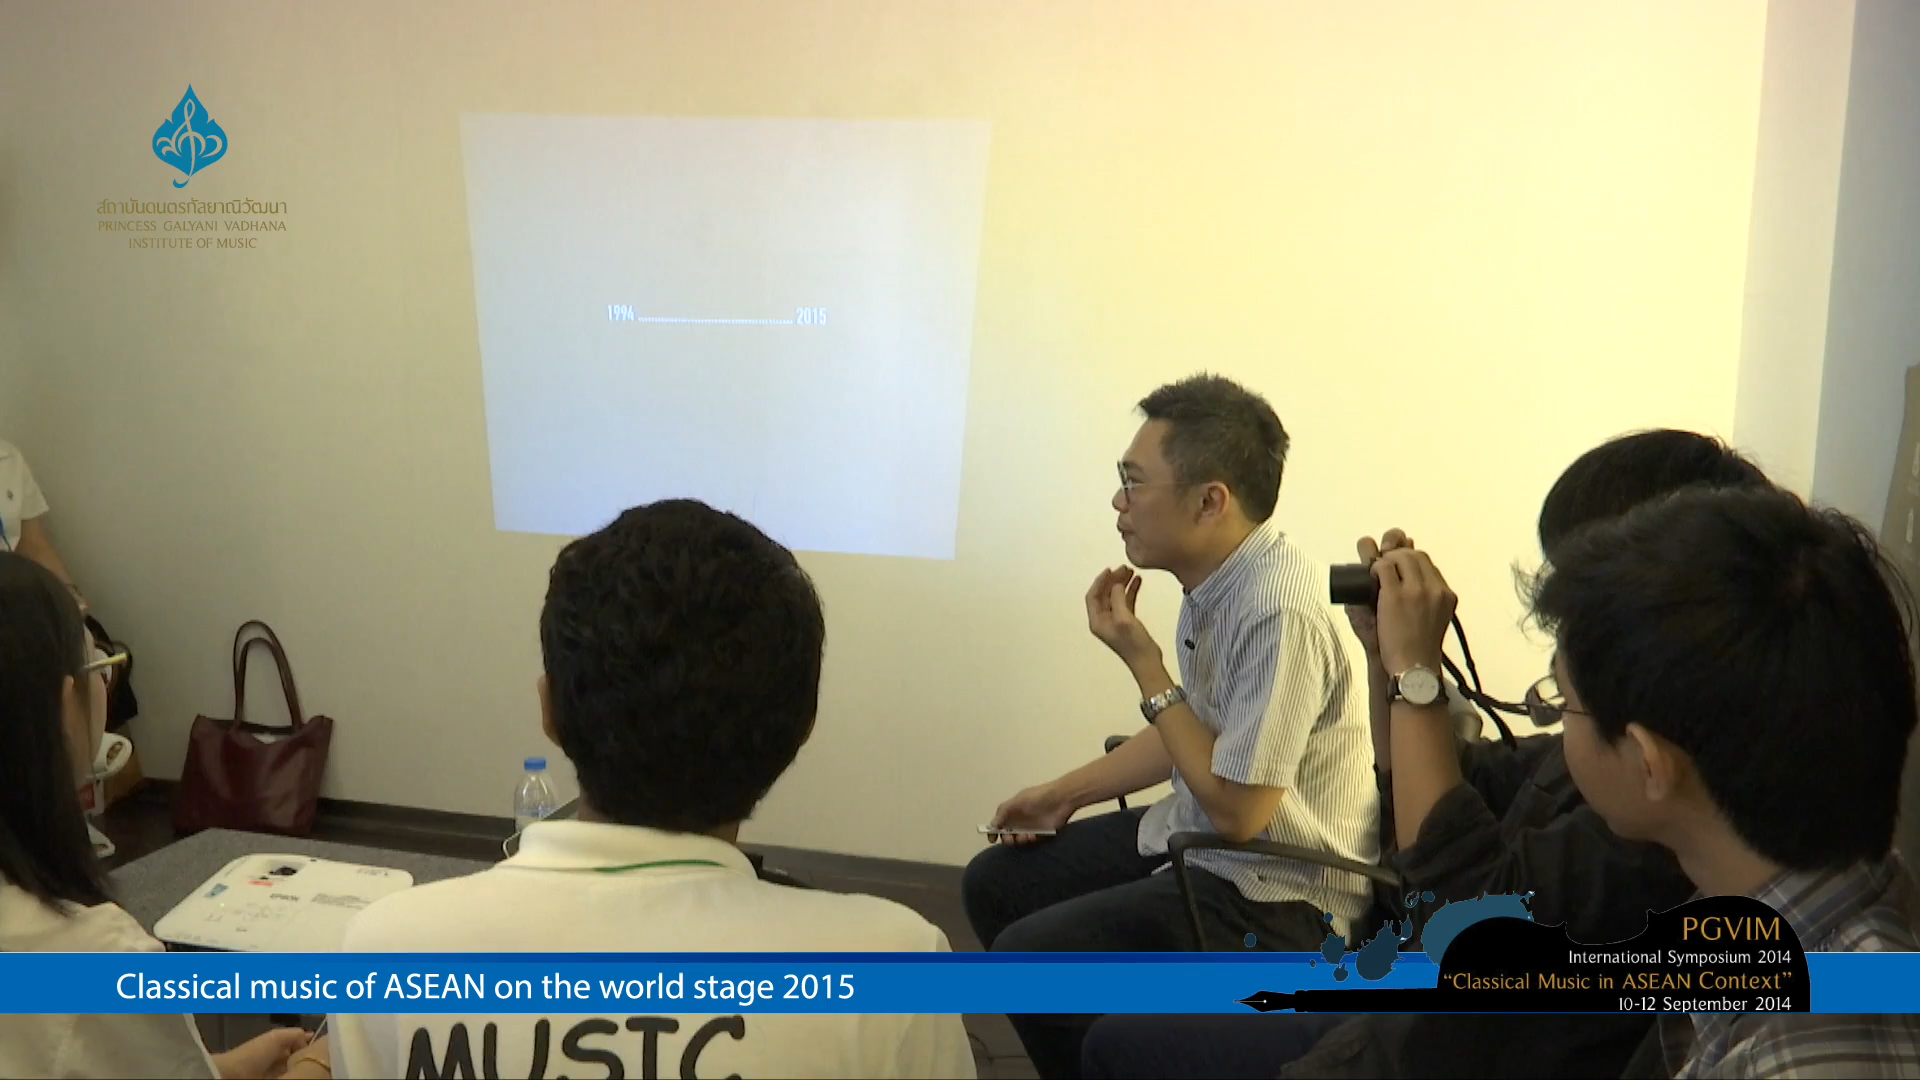 สถาบันดนตรีกัลยาณิวัฒนา
PRINCESS GALYANI VADHANA
INSTITUTE OF MUSIC
1994 ........................................ 2015
EPSON
Classical music of ASEAN on the world stage 2015
PGVIM
International Symposium 2014
“Classical Music in ASEAN Context”
10-12 September 2014
MUSIC